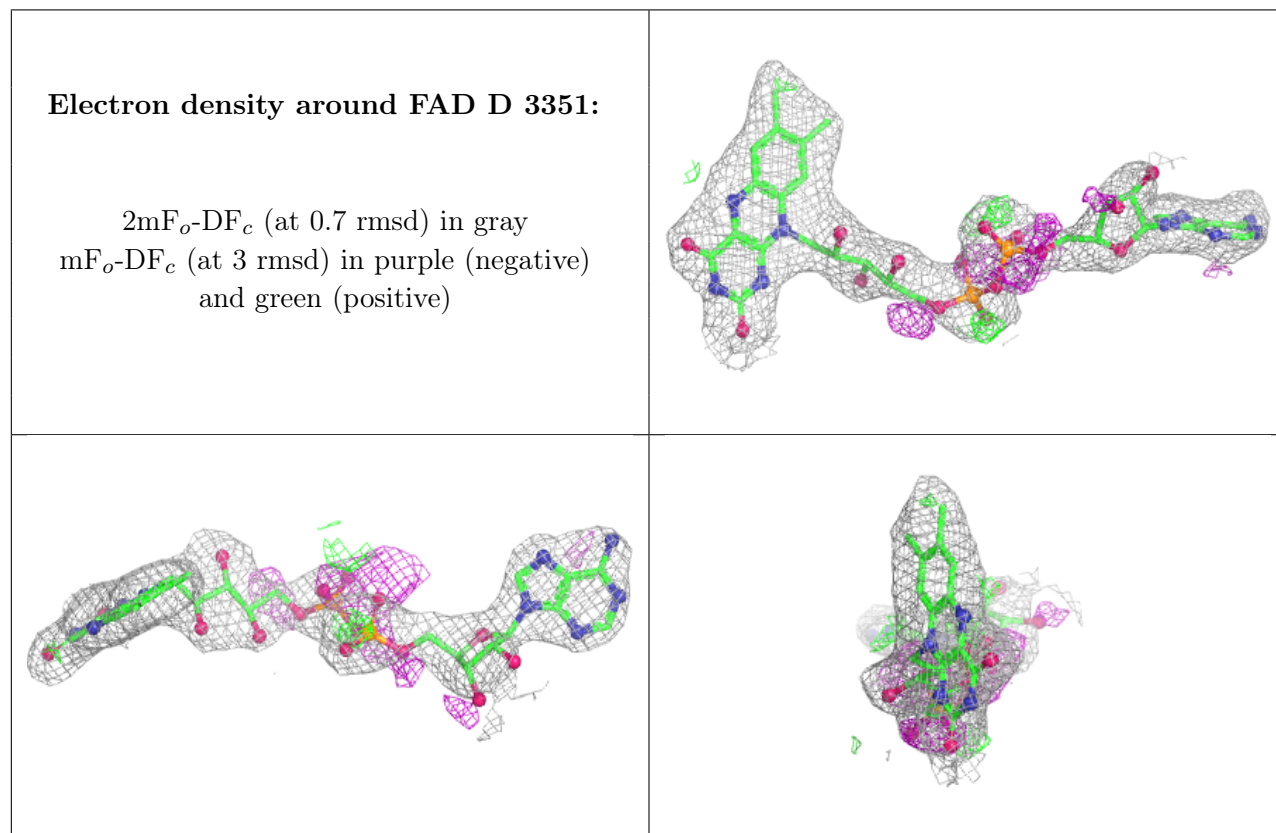 Electron density around FAD D 3351:
2mFo-DFc (at 0.7 rmsd) in gray
mFo-DFc (at 3 rmsd) in purple (negative)
and green (positive)